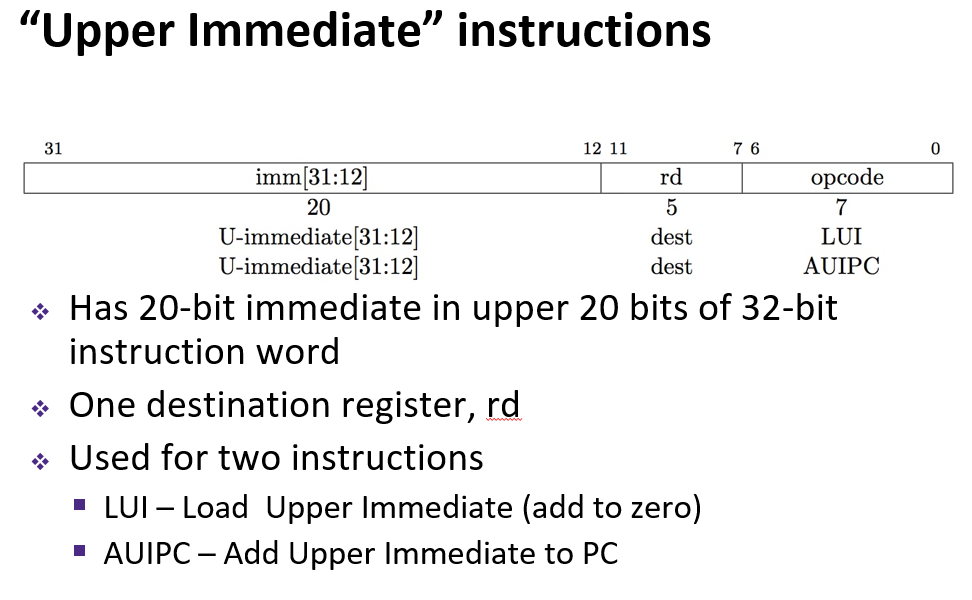 “Upper Immediate” instructions
31 12 11 7 6 0
imm[31:12] rd opcode
20 5 7
U-immediate[31:12] dest LUI
U-immediate[31:12] dest AUIPC
Has 20-bit immediate in upper 20 bits of 32-bit
instruction word
One destination register, rd
Used for two instructions
LUI – Load  Upper Immediate (add to zero)
AUIPC – Add Upper Immediate to PC